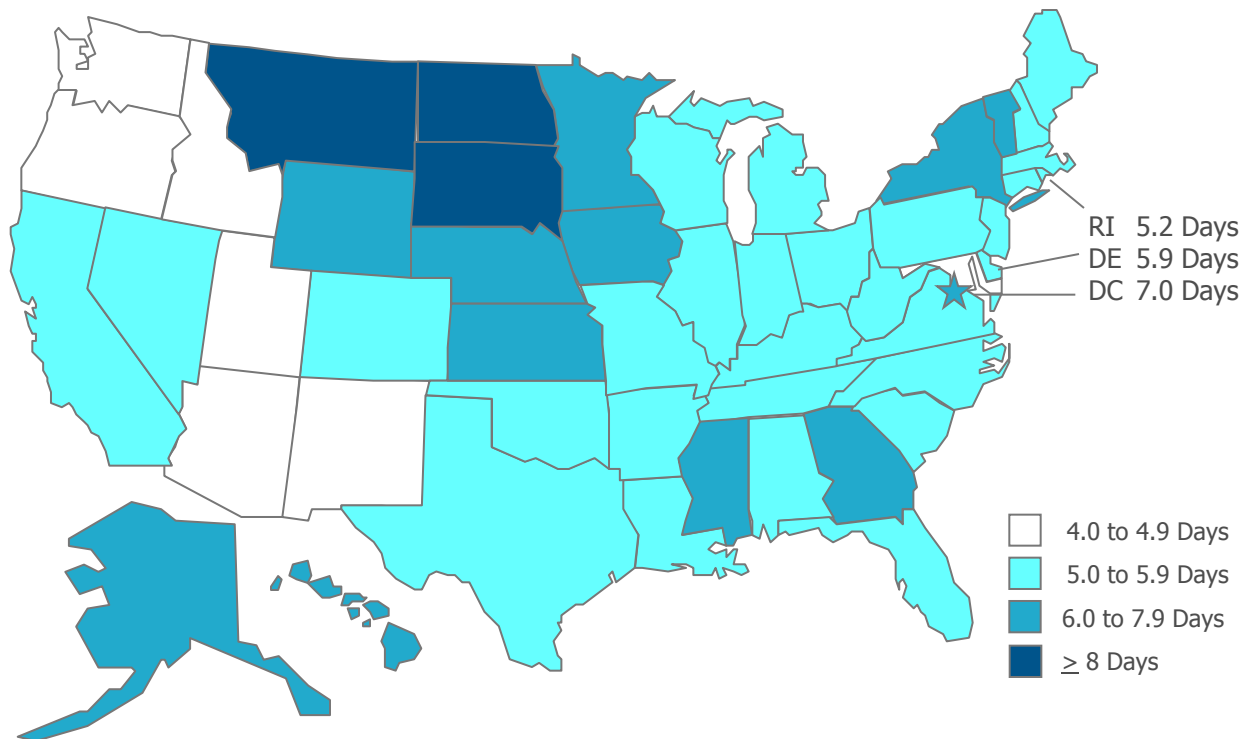 RI 5.2 Days
DE 5.9 Days
DC 7.0 Days
4.0 to 4.9 Days
5.0 to 5.9 Days
6.0 to 7.9 Days
≥ 8 Days